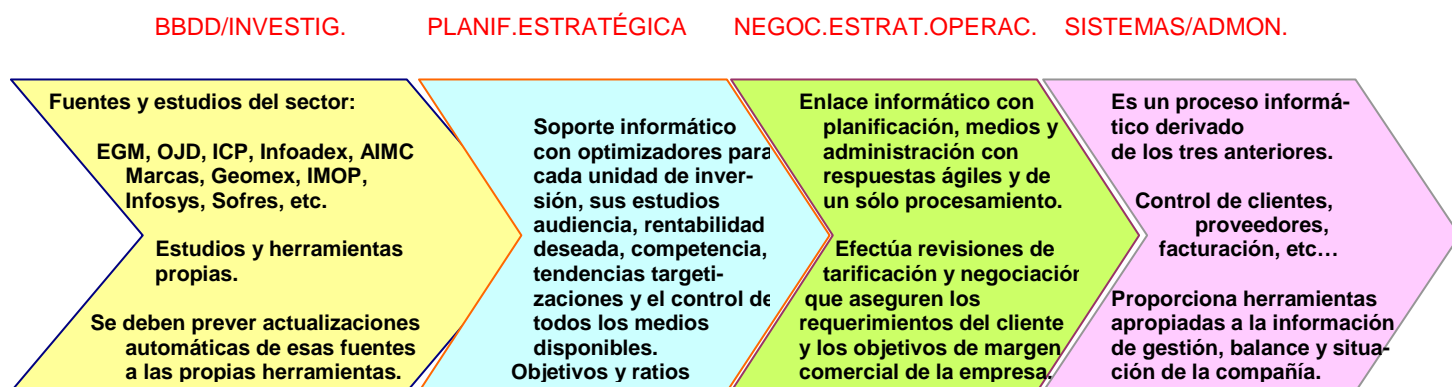 BBDD/INVESTIG.
PLANIF.ESTRATÉGICA
NEGOC.ESTRAT.OPERAC.
SISTEMAS/ADMON.
Fuentes y estudios del sector:
EGM, OJD, ICP, Infoadex, AIMC
Marcas, Geomex, IMOP,
Infosys, Sofres, etc.
Estudios y herramientas
propias.
Se deben prever actualizaciones
automáticas de esas fuentes
a las propias herramientas.
Soporte informático
con optimizadores para
cada unidad de inver-
sión, sus estudios
audiencia, rentabilidad
deseada, competencia,
tendencias targeti-
zaciones y el control de
todos los medios
disponibles.
Objetivos y ratios
Enlace informático con
planificación, medios y
administración con
respuestas ágiles y de
un sólo procesamiento.
Efectúa revisiones de
tarificación y negociación
que aseguren los
requerimientos del cliente
y los objetivos de margen
comercial de la empresa.
Es un proceso informá-
tico derivado
de los tres anteriores.
Control de clientes,
proveedores,
facturación, etc...
Proporciona herramientas
apropiadas a la información
de gestión, balance y situa-
ción de la compañía.